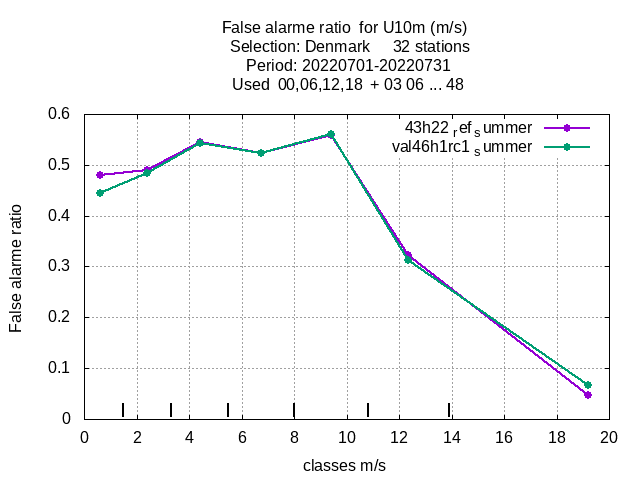 False alarme ratio  for U10m (m/s)
Selection: Denmark     32 stations
Period: 20220701-20220731
Used  00,06,12,18  + 03 06 ... 48
43h22 ref summer
val46h1rc1 summer
False alarme ratio
0.6
0.5
0.4
0.3
0.2
0.1
0
0 2 4 6 8 10 12 14 16 18 20
classes m/s